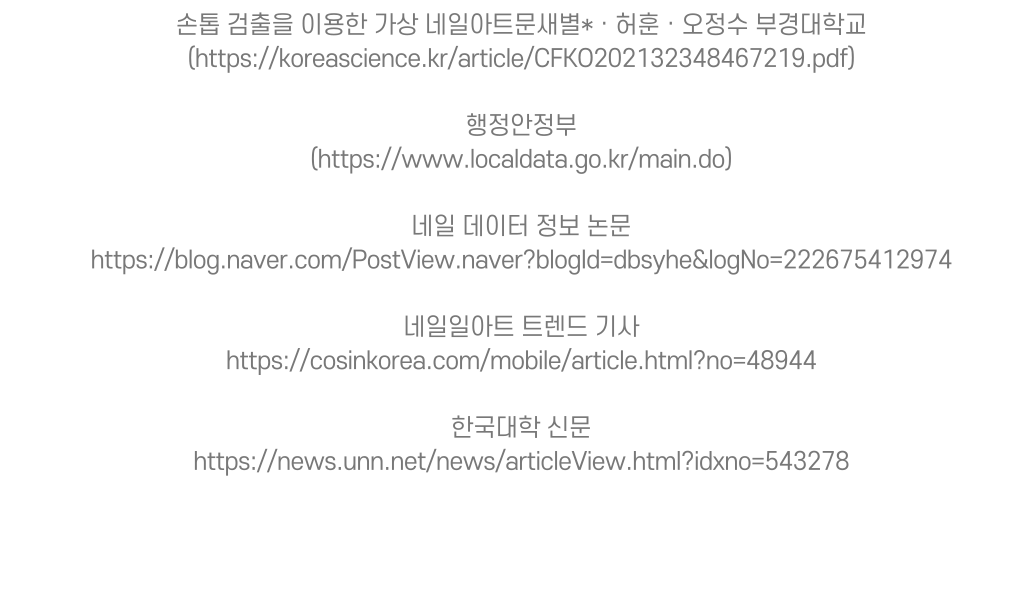 손톱 검출을 이용한 가상 네일아트문새별* · 허훈 · 오정수 부경대학교
(https://koreascience.kr/article/CFKO202132348467219.pdf)
행정안정부
(https://www.localdata.go.kr/main.do)
네일 데이터 정보 논문
https://blog.naver.com/PostView.naver?blogId=dbsyhe&logNo=222675412974
네일일아트 트렌드 기사
https://cosinkorea.com/mobile/article.html?no=48944
한국대학 신문
https://news.unn.net/news/articleView.html?idxno=543278